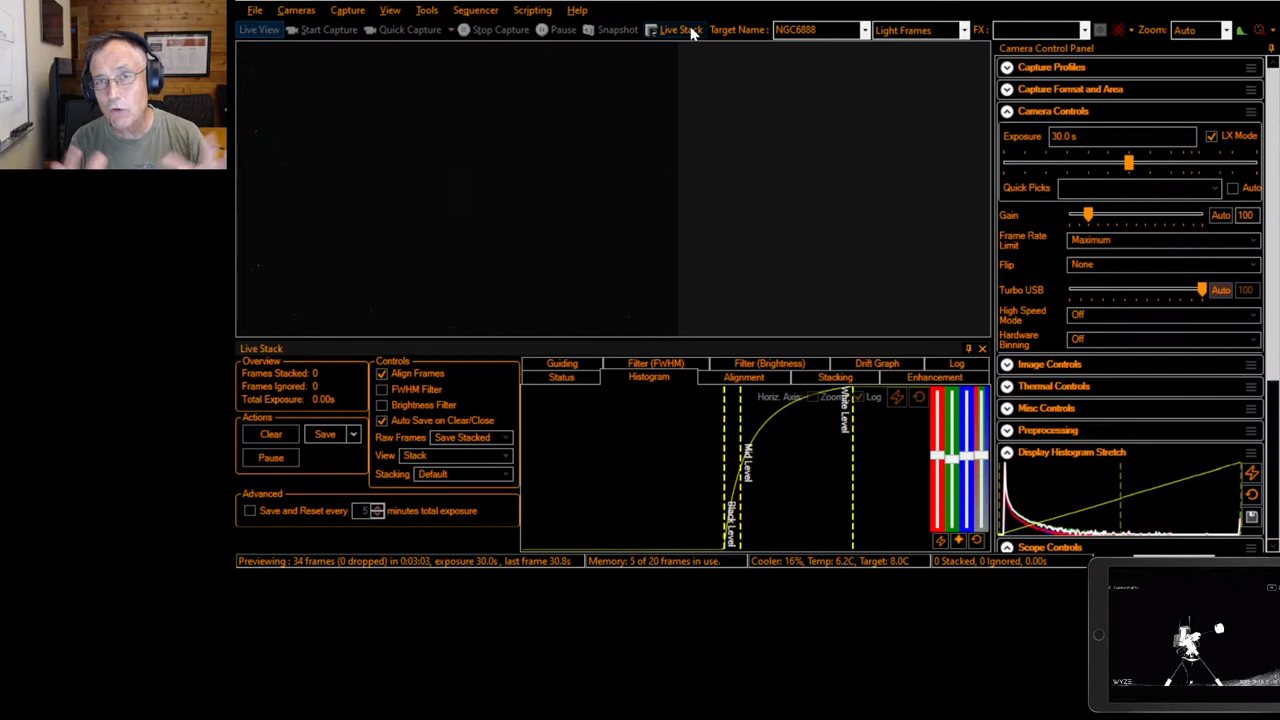 File Cameras Capture View Tools Sequencer Scripting Help
Live View Start Capture Quick Capture Stop Capture Pause Snapshot Live Stack Target Name : NGC6888 Light Frames FX : Zoom: Auto
Camera Control Panel
Capture Profiles
Capture Format and Area
Camera Controls
Exposure 30.0 s LX Mode
Quick Picks Auto
Gain Auto 100
Frame Rate Limit Maximum
Flip None
Turbo USB Auto 100
High Speed Mode Off
Hardware Binning Off
Image Controls
Thermal Controls
Misc Controls
Preprocessing
Display Histogram Stretch
Scope Controls
Live Stack
Overview
Frames Stacked: 0
Frames Ignored: 0
Total Exposure: 0.00s
Actions
Clear Save
Pause
Controls
Align Frames
FWHM Filter
Brightness Filter
Auto Save on Clear/Close
Raw Frames Save Stacked
View Stack
Stacking Default
Advanced
Save and Reset every 5 minutes total exposure
Guiding Filter (FWHM) Filter (Brightness) Drift Graph Log
Status Histogram Alignment Stacking Enhancement
Horiz. Axis: Zoom Log
Black Level
Mid Level
White Level
Previewing : 34 frames (0 dropped) in 0:03:03, exposure 30.0s , last frame 30.8s Memory: 5 of 20 frames in use. Cooler: 16%, Temp: 6.2C, Target: 8.0C 0 Stacked, 0 Ignored, 0.00s
WYZE